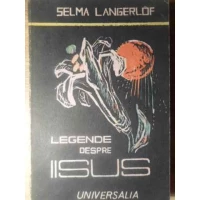 SELMA LANGERLÖF
LEGENDE
DESPRE
IISUS
UNIVERSALIA